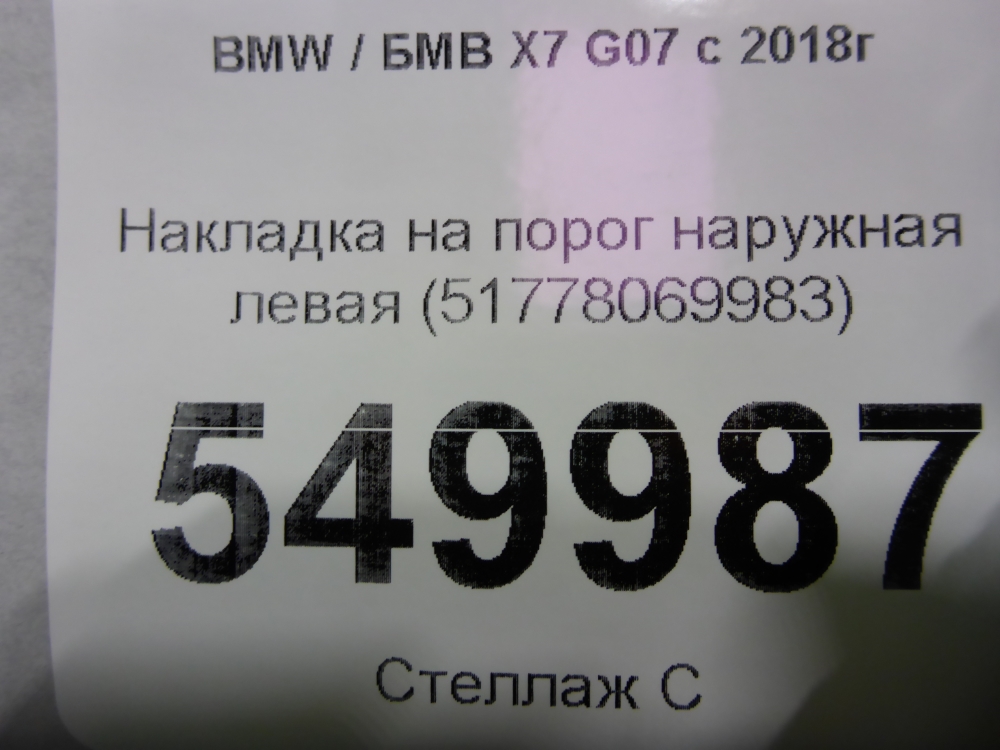 BMW / БМВ X7 G07 с 2018г
Накладка на порог наружная
левая (51778069983)
549987
Стеллаж С